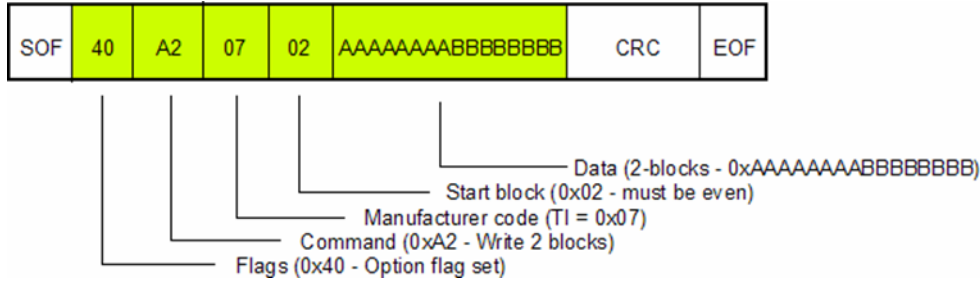 SOF 40 A2 07 02 AAAAAAAABBBBBBBB CRC EOF
Data (2-blocks - 0xAAAAAAAABBBBBBBB)
Start block (0x02 - must be even)
Manufacturer code (TI = 0x07)
Command (0xA2 - Write 2 blocks)
Flags (0x40 - Option flag set)